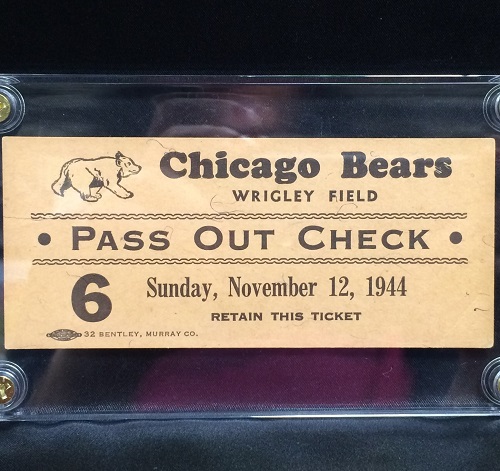 Chicago Bears
WRIGLEY FIELD
• PASS OUT CHECK •
6
Sunday, November 12, 1944
RETAIN THIS TICKET
32 BENTLEY, MURRAY CO.